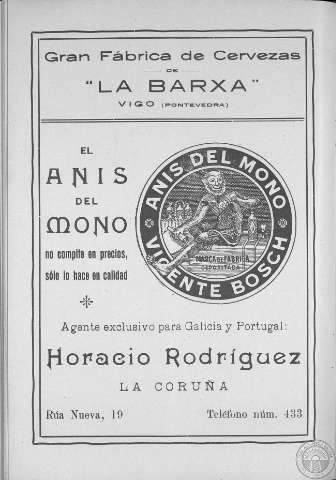 Gran Fábrica de Cervezas
DE
"LA BARXA"
VIGO (PONTEVEDRA)
EL
ANIS
DEL
MONO
no compite en precios,
sólo lo hace en calidad
ANIS DEL MONO
MARCA DE FABRICA
DEPOSITADA
VICENTE BOSCH
Agente exclusivo para Galicia y Portugal:
Horacio Rodríguez
LA CORUÑA
Rúa Nueva, 19 Teléfono núm. 433